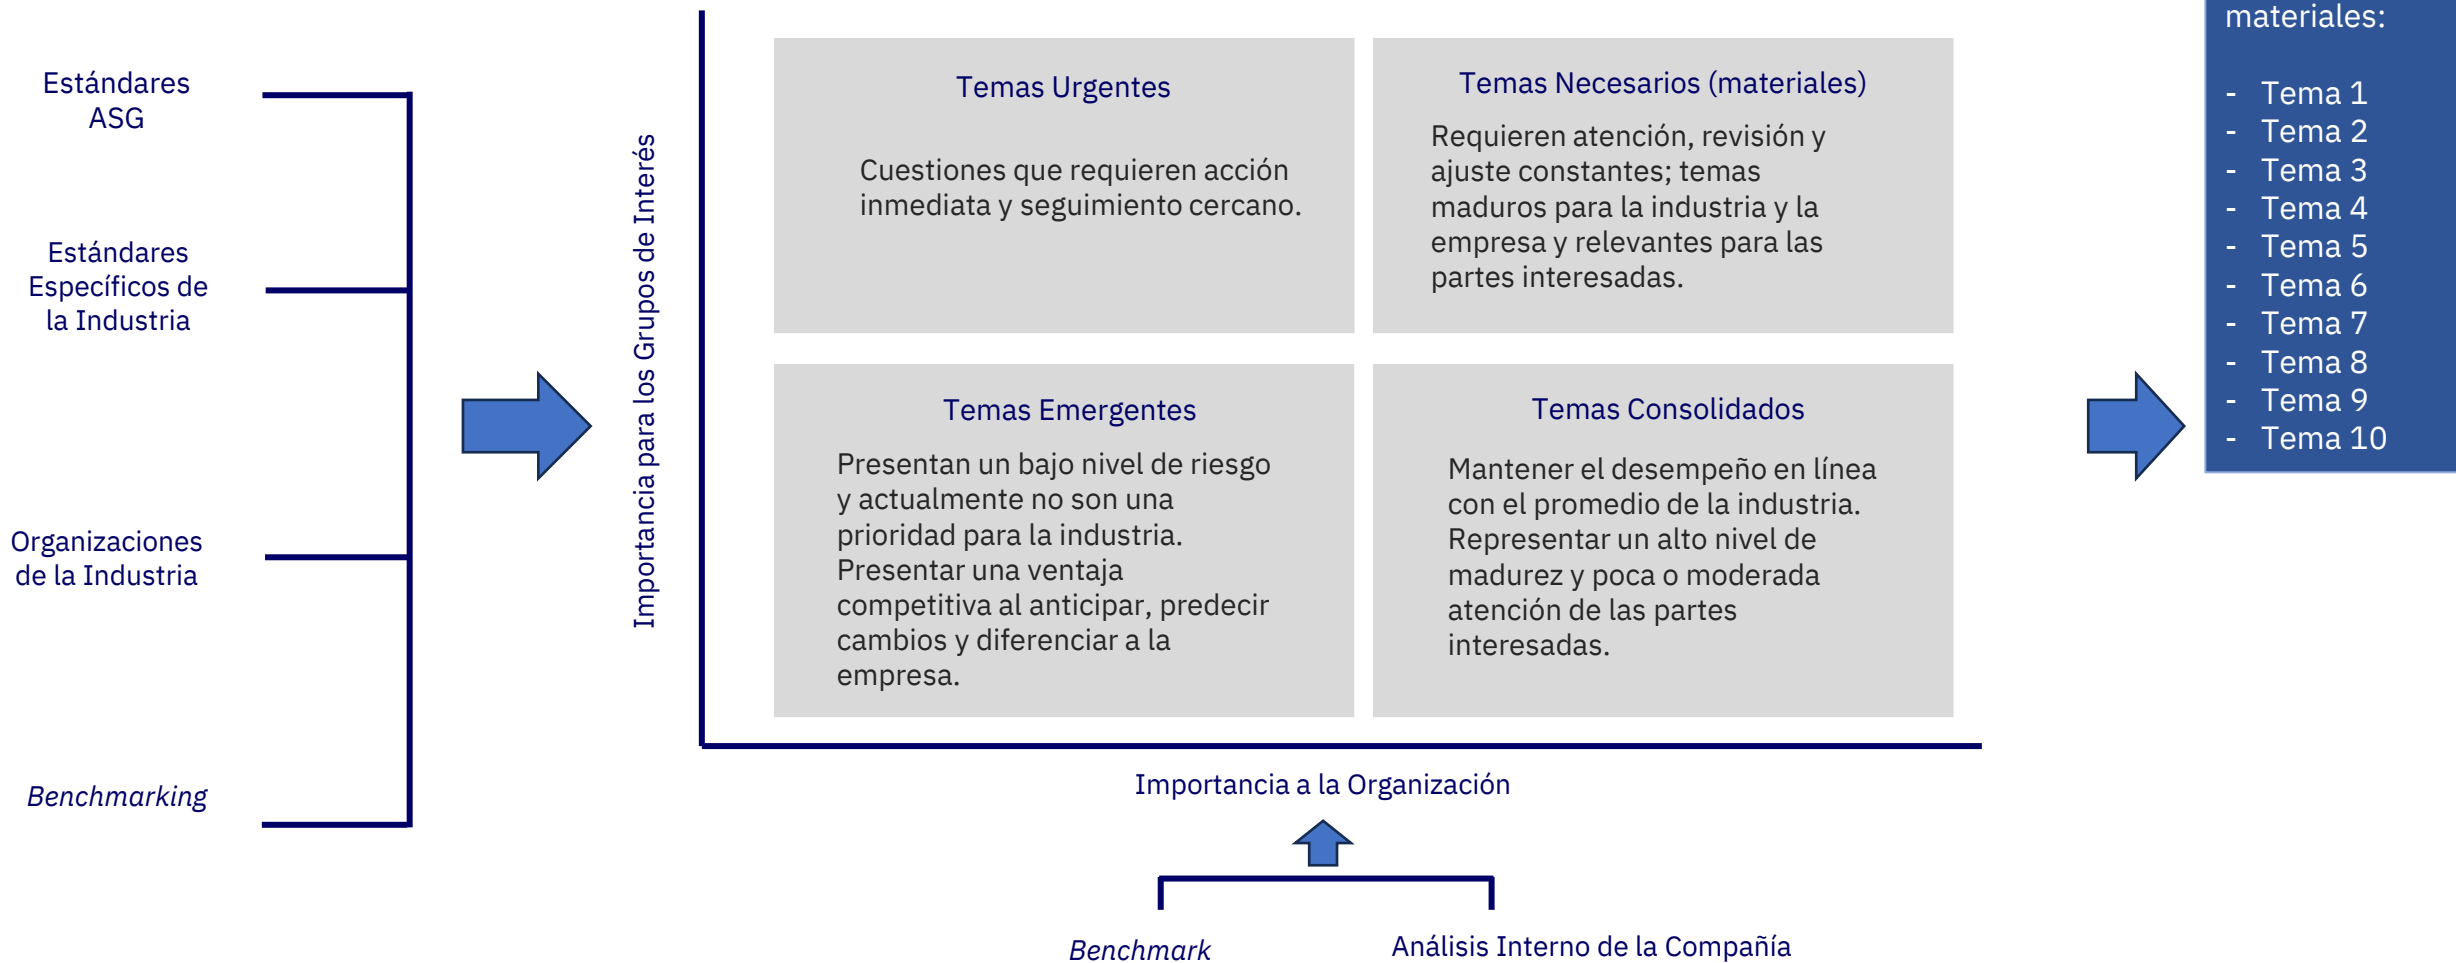 Estándares
ASG
Estándares
Específicos de
la Industria
Organizaciones
de la Industria
Benchmarking
Importancia para los Grupos de Interés
Temas Urgentes
Cuestiones que requieren acción
inmediata y seguimiento cercano.
Temas Necesarios (materiales)
Requieren atención, revisión y
ajuste constantes; temas
maduros para la industria y la
empresa y relevantes para las
partes interesadas.
Temas Emergentes
Presentan un bajo nivel de riesgo
y actualmente no son una
prioridad para la industria.
Presentar una ventaja
competitiva al anticipar, predecir
cambios y diferenciar a la
empresa.
Temas Consolidados
Mantener el desempeño en línea
con el promedio de la industria.
Representar un alto nivel de
madurez y poca o moderada
atención de las partes
interesadas.
Importancia a la Organización
Benchmark
Análisis Interno de la Compañía
materiales:
- Tema 1
- Tema 2
- Tema 3
- Tema 4
- Tema 5
- Tema 6
- Tema 7
- Tema 8
- Tema 9
- Tema 10